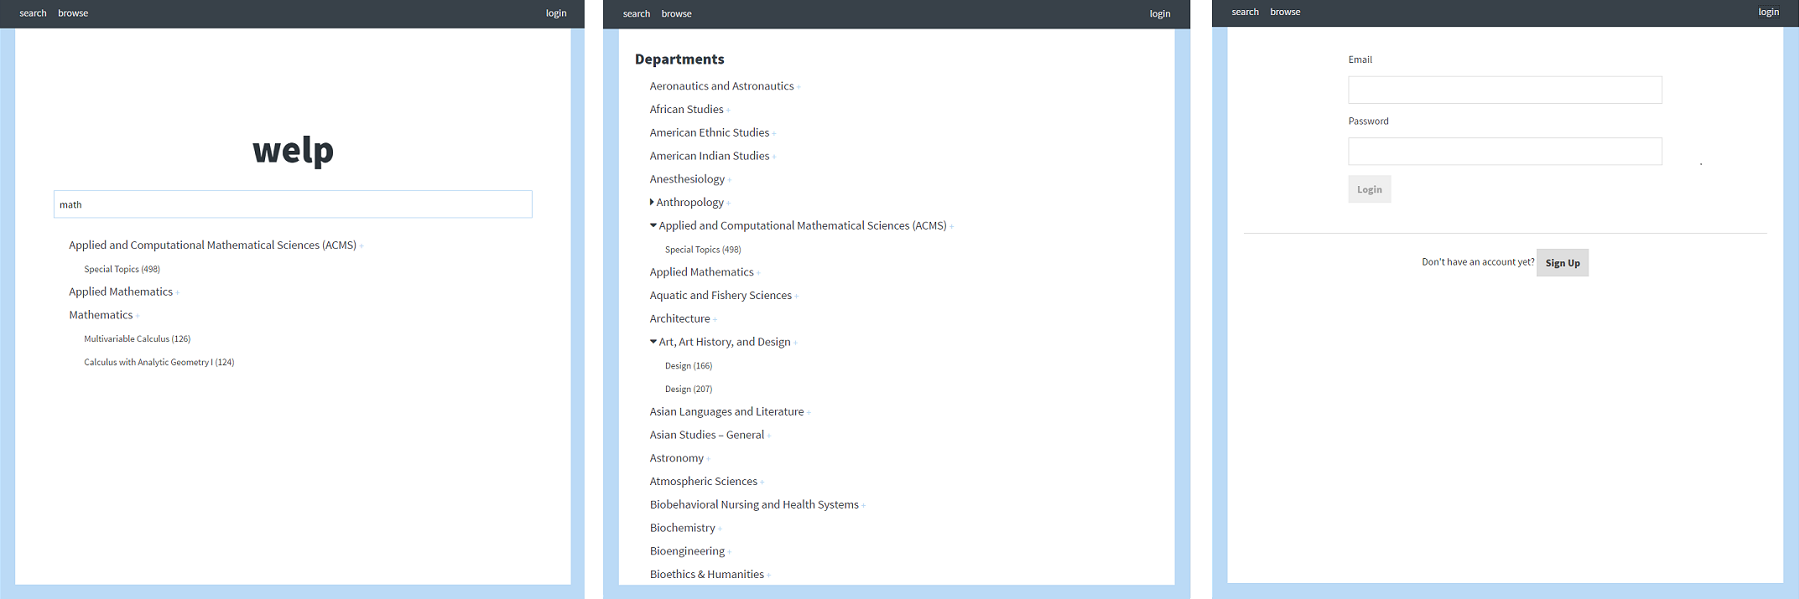 search browse login
welp
math
Applied and Computational Mathematical Sciences (ACMS) +
Special Topics (498)
Applied Mathematics +
Mathematics +
Multivariable Calculus (126)
Calculus with Analytic Geometry I (124)
search browse login
Departments
Aeronautics and Astronautics +
African Studies +
American Ethnic Studies +
American Indian Studies +
Anesthesiology +
Anthropology +
Applied and Computational Mathematical Sciences (ACMS) +
Special Topics (498)
Applied Mathematics +
Aquatic and Fishery Sciences +
Architecture +
Art, Art History, and Design +
Design (166)
Design (207)
Asian Languages and Literature +
Asian Studies – General +
Astronomy +
Atmospheric Sciences +
Biobehavioral Nursing and Health Systems +
Biochemistry +
Bioengineering +
Bioethics & Humanities +
search browse login
Email
Password
Login
Don't have an account yet? Sign Up